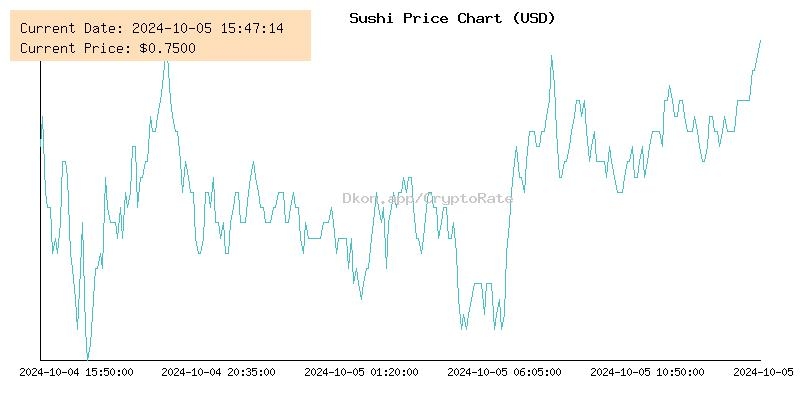 Sushi Price Chart (USD)
Current Date: 2024-10-05 15:47:14
Current Price: $0.7500
Dkon.app/CryptoRate
2024-10-04 15:50:00
2024-10-04 20:35:00
2024-10-05 01:20:00
2024-10-05 06:05:00
2024-10-05 10:50:00
2024-10-05